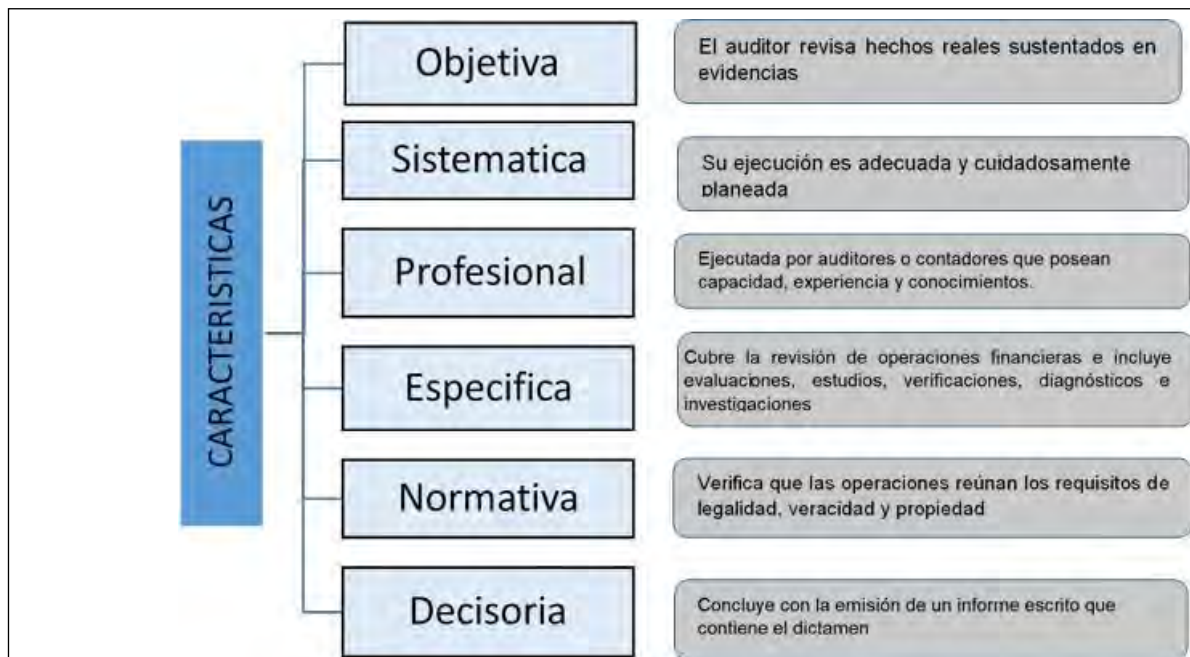 CARACTERISTICAS
Objetiva
El auditor revisa hechos reales sustentados en
evidencias
Sistematica
Su ejecución es adecuada y cuidadosamente
planeada
Profesional
Ejecutada por auditores o contadores que posean
capacidad, experiencia y conocimientos.
Especifica
Cubre la revisión de operaciones financieras e incluye
evaluaciones, estudios, verificaciones, diagnósticos e
investigaciones
Normativa
Verifica que las operaciones reúnan los requisitos de
legalidad, veracidad y propiedad
Decisoria
Concluye con la emisión de un informe escrito que
contiene el dictamen